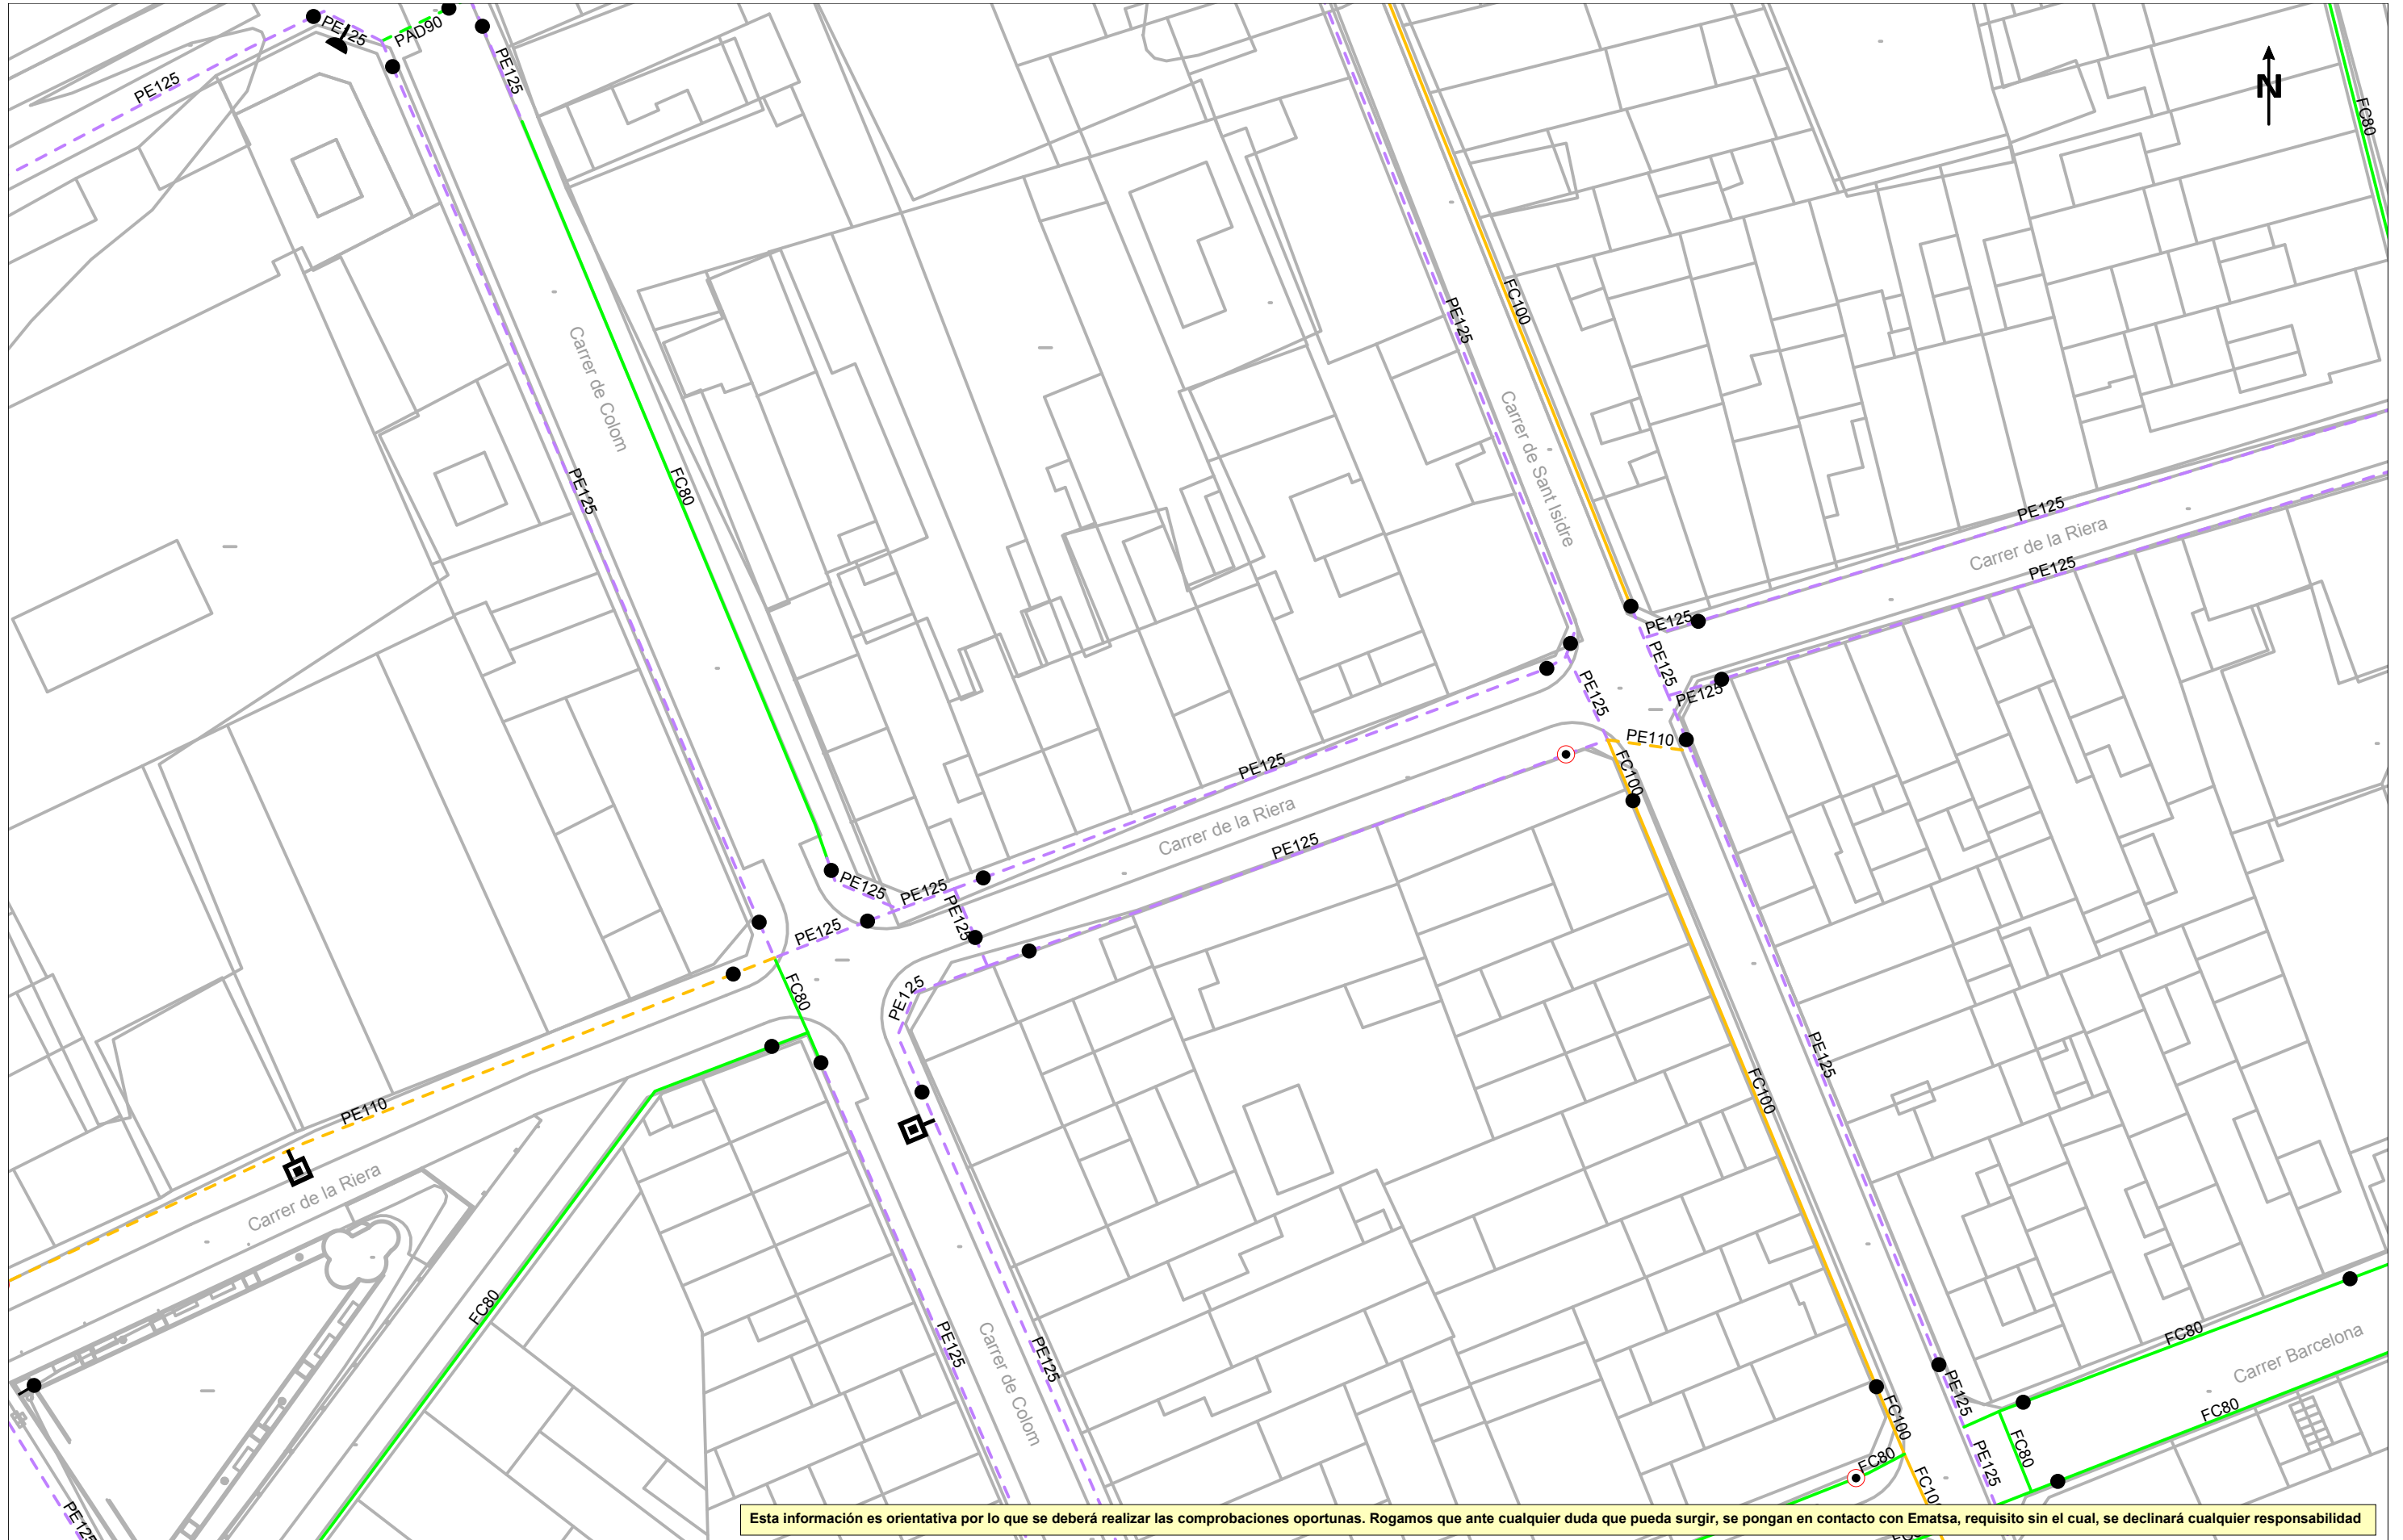 PE125
PAD90
PE125
PE125
N
FC80
Carrer de Colom
PE125
FC80
FC100
PE125
Carrer de Sant Isidre
PE125
Carrer de la Riera
PE125
PE125
PE125
PE125
PE125
PE110
FC100
PE125
Carrer de la Riera
PE125
PE125
PE125
PE125
PE125
FC80
PE125
PE110
Carrer de la Riera
FC80
PE125
Carrer de Colom
PE125
FC100
PE125
FC80
Carrer Barcelona
FC80
PE125
FC100
FC80
PE125
FC80
PE125
Esta información es orientativa por lo que se deberá realizar las comprobaciones oportunas. Rogamos que ante cualquier duda que pueda surgir, se pongan en contacto con Ematsa, requisito sin el cual, se declinará cualquier responsabilidad